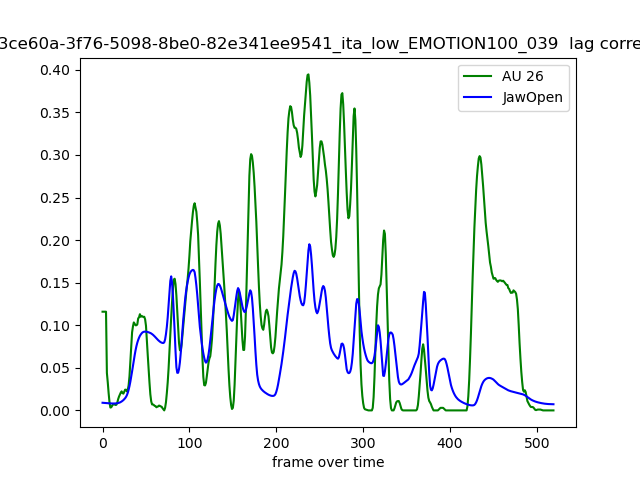 3ce60a-3f76-5098-8be0-82e341ee9541_ita_low_EMOTION100_039  lag corre
AU 26
JawOpen
0.40
0.35
0.30
0.25
0.20
0.15
0.10
0.05
0.00
0 100 200 300 400 500
frame over time